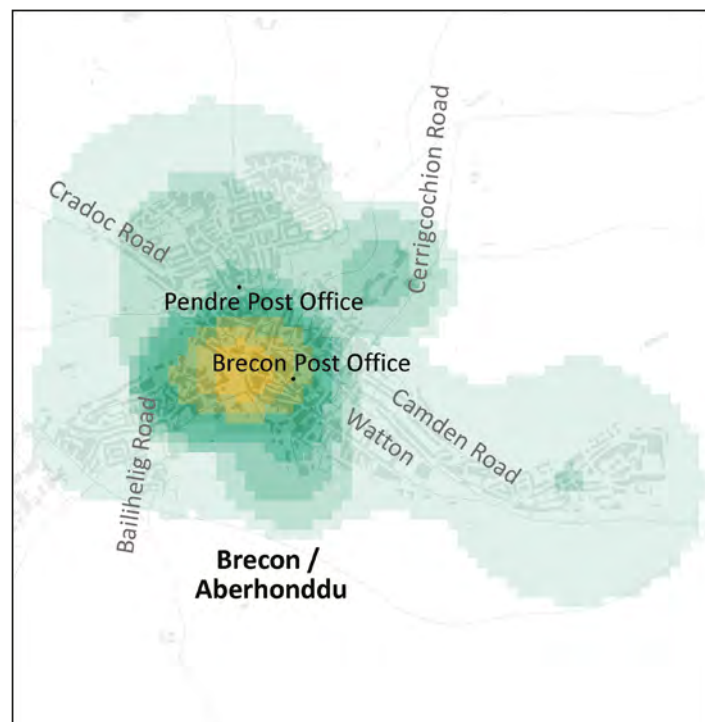 Cradoc Road
Cerrigcochion Road
Pendre Post Office
Brecon Post Office
Camden Road
Watton
Bailihelig Road
Brecon /
Aberhonddu